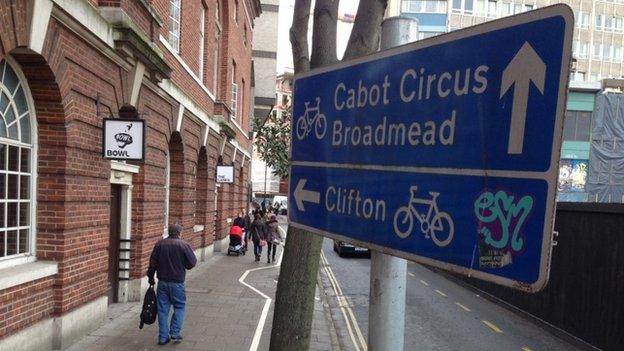 Cabot Circus
Broadmead
Clifton
BOWL